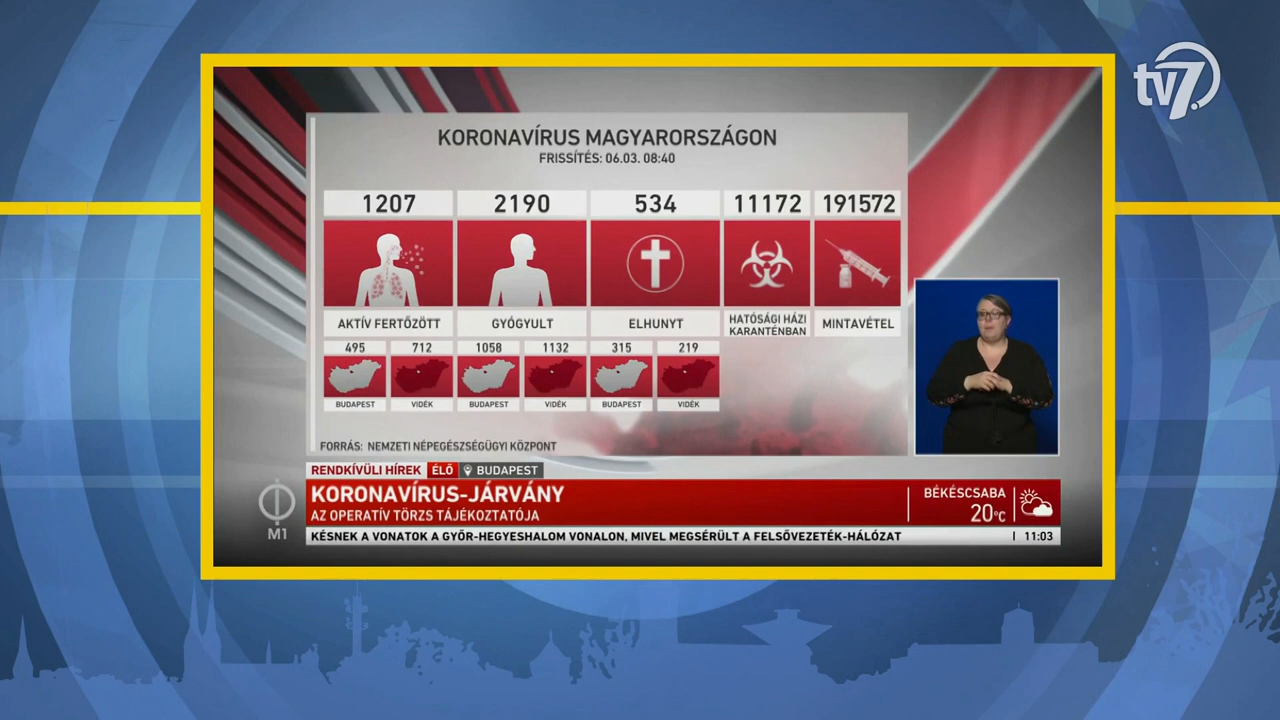 tv7
KORONAVÍRUS MAGYARORSZÁGON
FRISSÍTÉS: 06.03. 08:40
1207 2190 534 11172 191572
AKTÍV FERTŐZÖTT GYÓGYULT ELHUNYT HATÓSÁGI HÁZI KARANTÉNBAN MINTAVÉTEL
495 712 1058 1132 315 219
BUDAPEST VIDÉK BUDAPEST VIDÉK BUDAPEST VIDÉK
FORRÁS: NEMZETI NÉPEGÉSZSÉGÜGYI KÖZPONT
RENDKÍVÜLI HÍREK ÉLŐ BUDAPEST
KORONAVÍRUS-JÁRVÁNY
AZ OPERATÍV TÖRZS TÁJÉKOZTATÓJA
BÉKÉSCSABA
20°C
M1
KÉSNEK A VONATOK A GYŐR-HEGYESHALOM VONALON, MIVEL MEGSÉRÜLT A FELSŐVEZETÉK-HÁLÓZAT 11:03